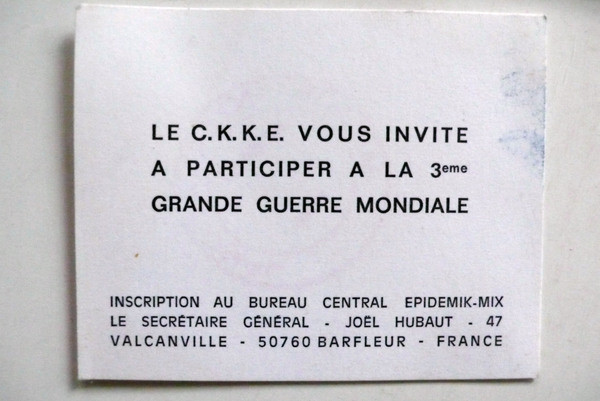 LE C.K.K.E. VOUS INVITE
A PARTICIPER A LA 3eme
GRANDE GUERRE MONDIALE
INSCRIPTION AU BUREAU CENTRAL EPIDEMIK-MIX
LE SECRÉTAIRE GÉNÉRAL - JOËL HUBAUT - 47
VALCANVILLE - 50760 BARFLEUR - FRANCE